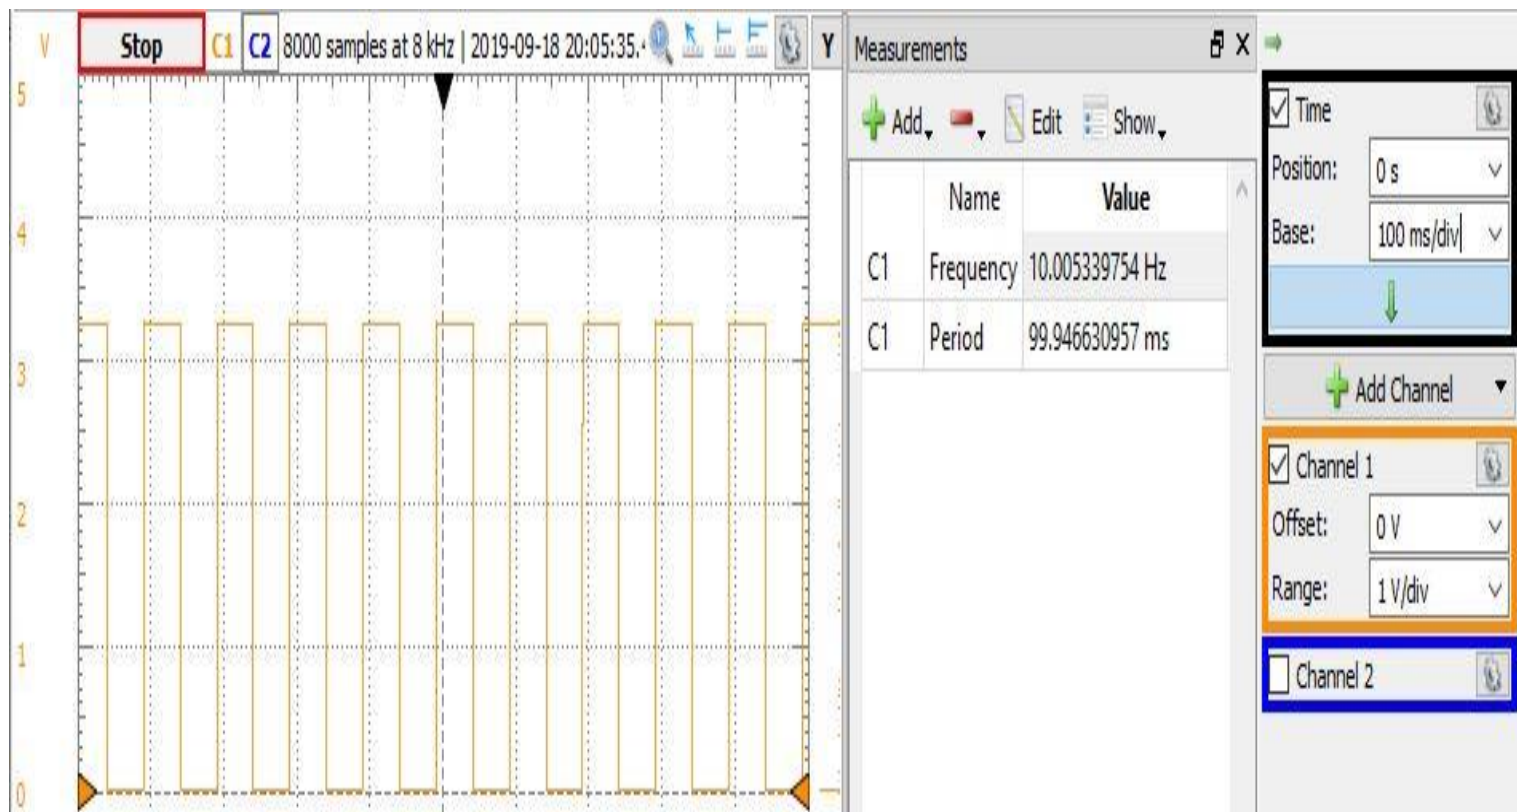 V Stop C1 C2 8000 samples at 8 kHz | 2019-09-18 20:05:35. Y
5
4
3
2
1
0
Measurements X
Add Edit Show
Name Value
C1 Frequency 10.005339754 Hz
C1 Period 99.946630957 ms
Time
Position: 0 s
Base: 100 ms/div
Add Channel
Channel 1
Offset: 0 V
Range: 1 V/div
Channel 2